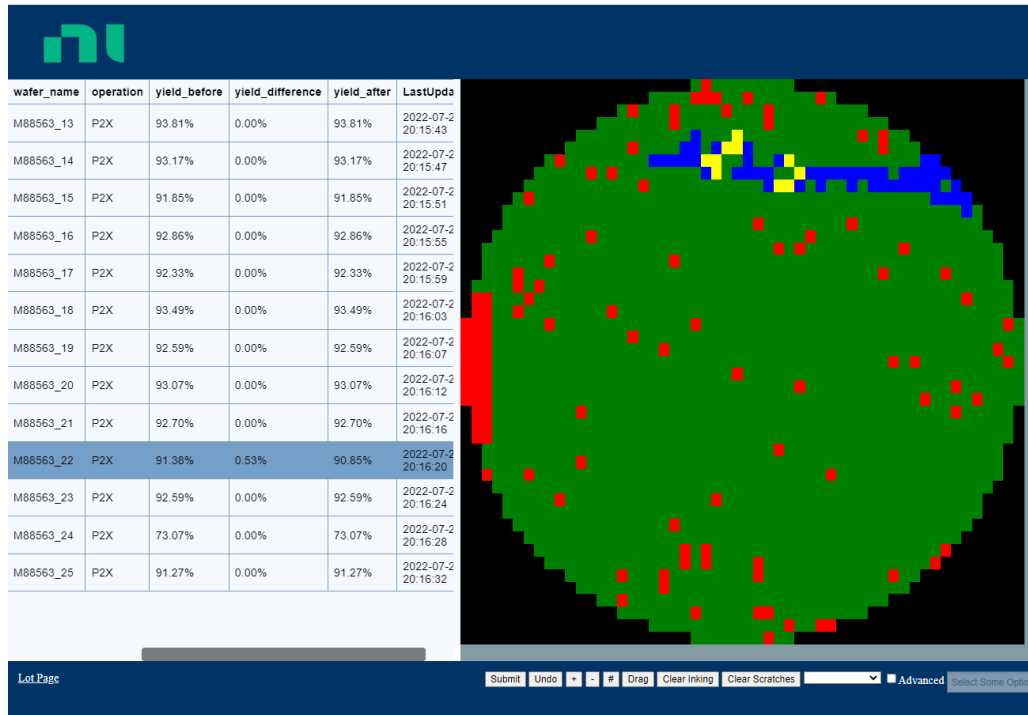 ni
wafer_name operation yield_before yield_difference yield_after LastUpda
M88563_13 P2X 93.81% 0.00% 93.81% 2022-07-2
20:15:43
M88563_14 P2X 93.17% 0.00% 93.17% 2022-07-2
20:15:47
M88563_15 P2X 91.85% 0.00% 91.85% 2022-07-2
20:15:51
M88563_16 P2X 92.86% 0.00% 92.86% 2022-07-2
20:15:55
M88563_17 P2X 92.33% 0.00% 92.33% 2022-07-2
20:15:59
M88563_18 P2X 93.49% 0.00% 93.49% 2022-07-2
20:16:03
M88563_19 P2X 92.59% 0.00% 92.59% 2022-07-2
20:16:07
M88563_20 P2X 93.07% 0.00% 93.07% 2022-07-2
20:16:12
M88563_21 P2X 92.70% 0.00% 92.70% 2022-07-2
20:16:16
M88563_22 P2X 91.38% 0.53% 90.85% 2022-07-2
20:16:20
M88563_23 P2X 92.59% 0.00% 92.59% 2022-07-2
20:16:24
M88563_24 P2X 73.07% 0.00% 73.07% 2022-07-2
20:16:28
M88563_25 P2X 91.27% 0.00% 91.27% 2022-07-2
20:16:32
Lot Page Submit Undo + - # Drag Clear Inking Clear Scratches Advanced Select Some Optio